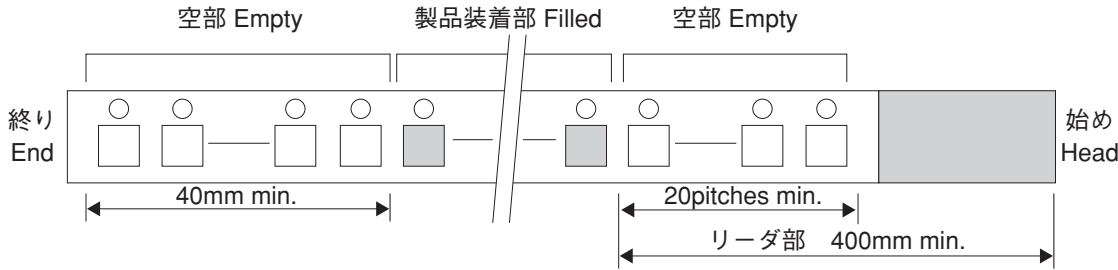 空部 Empty
製品装着部 Filled
空部 Empty
終り
End
始め
Head
40mm min.
20pitches min.
リーダ部 400mm min.